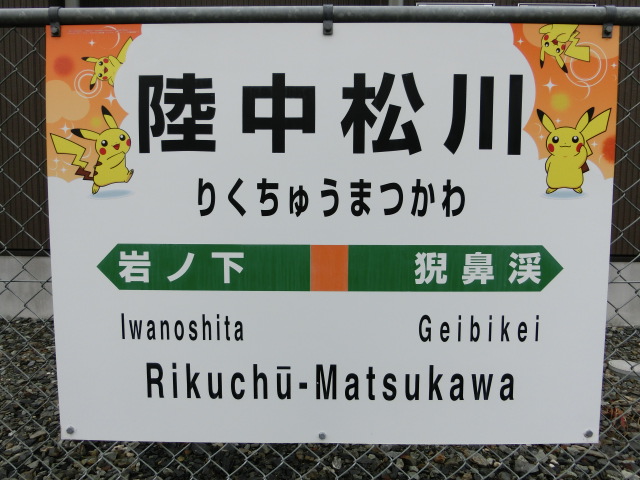 陸中松川
りくちゅうまつかわ
岩ノ下 猊鼻渓
Iwanoshita Geibikei
Rikuchū-Matsukawa